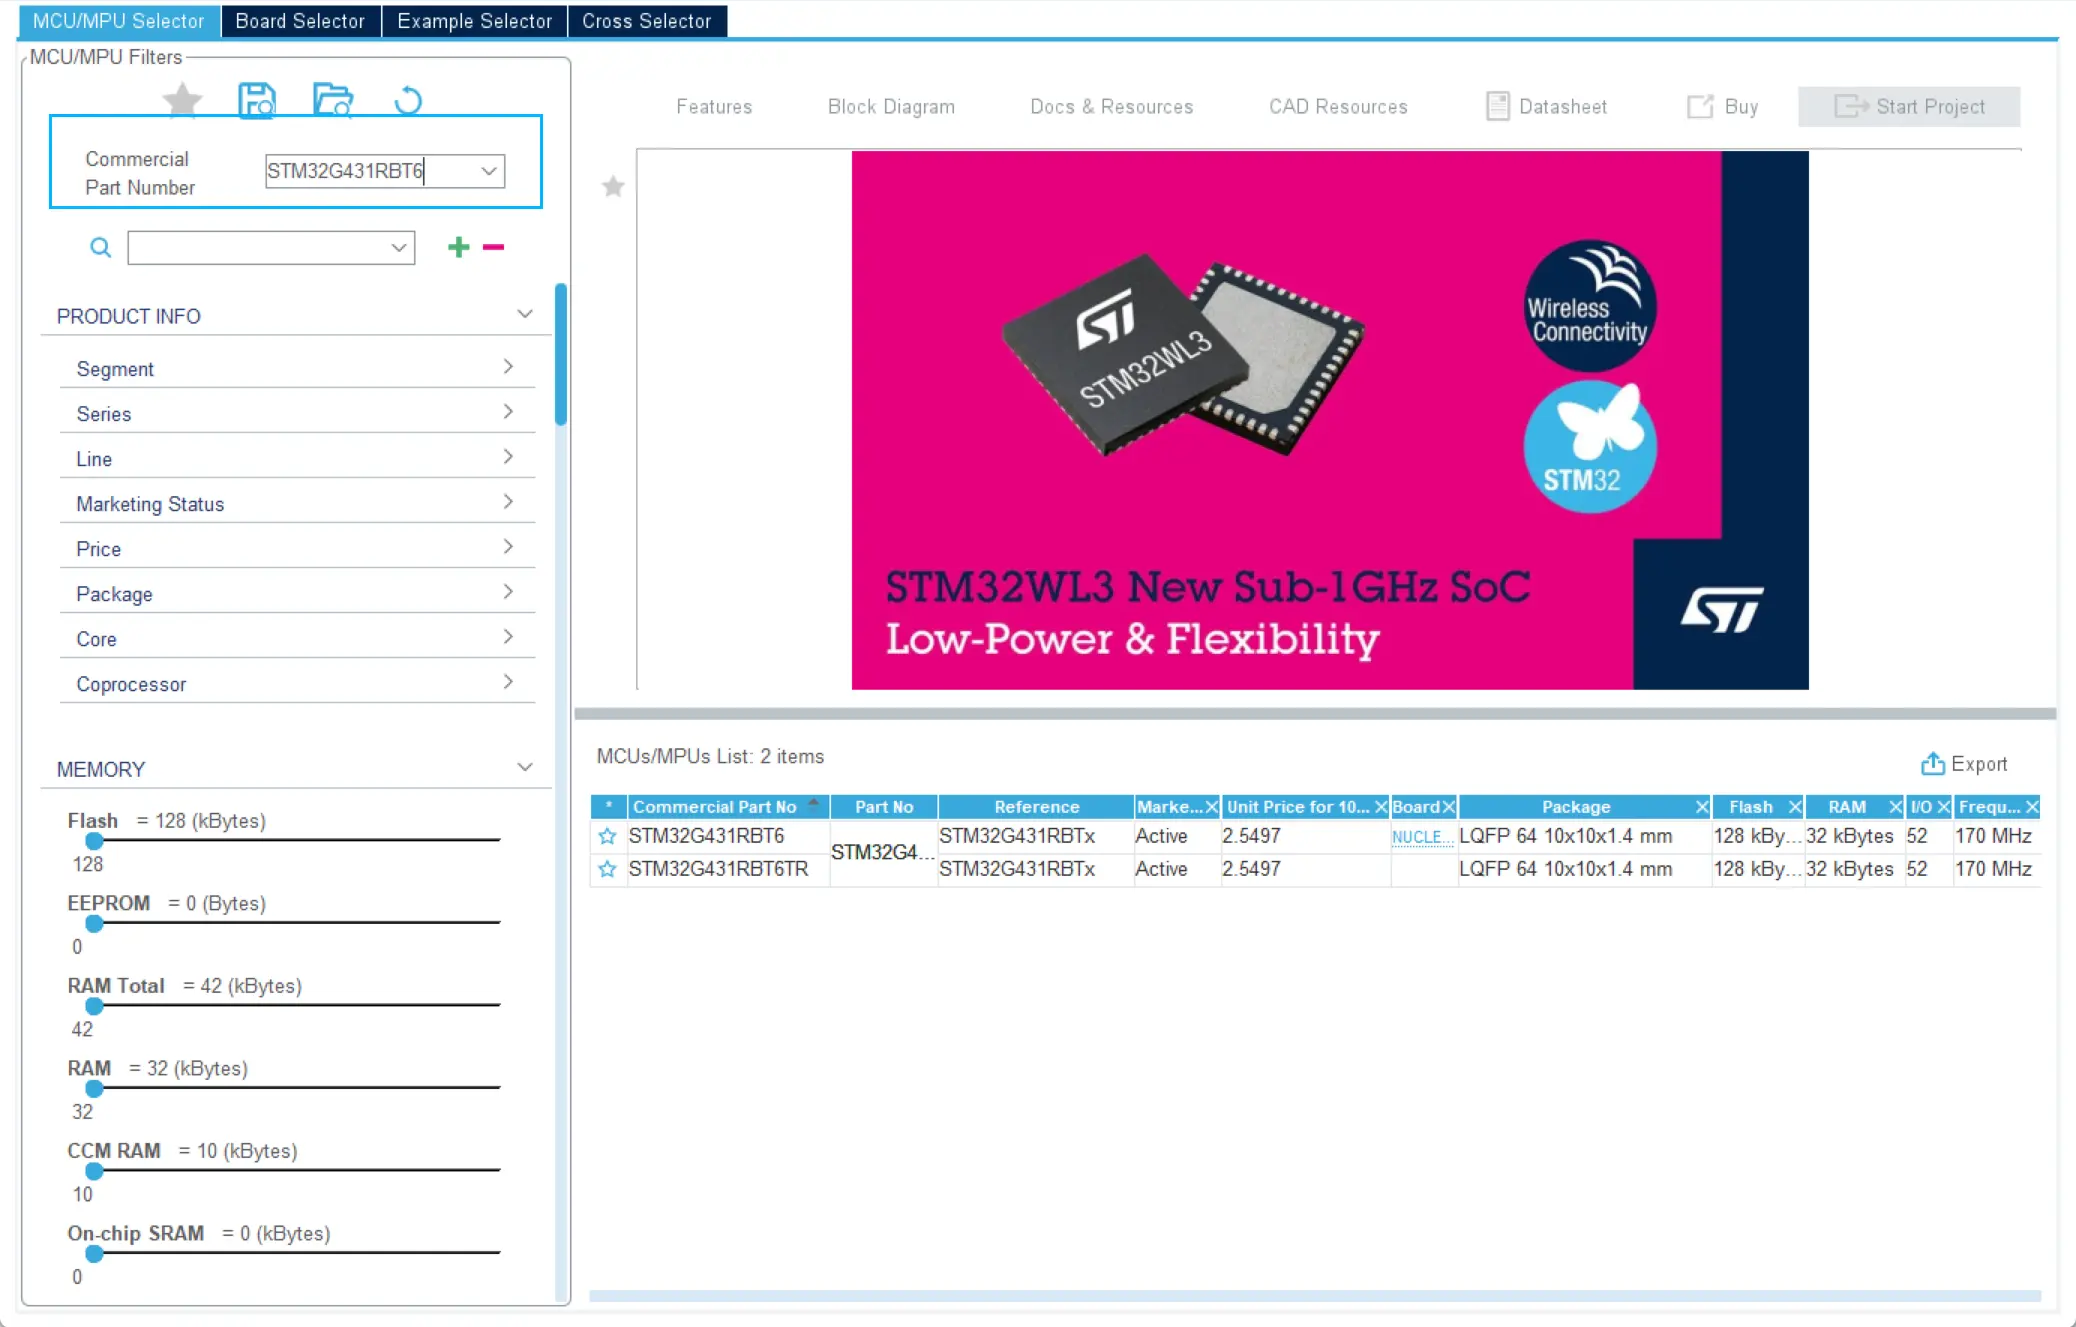 MCU/MPU Selector Board Selector Example Selector Cross Selector
MCU/MPU Filters
Features Block Diagram Docs & Resources CAD Resources Datasheet Buy Start Project
Commercial
Part Number
STM32G431RBT6
PRODUCT INFO
Segment
Series
Line
Marketing Status
Price
Package
Core
Coprocessor
MEMORY
Flash = 128 (kBytes)
128
EEPROM = 0 (Bytes)
0
RAM Total = 42 (kBytes)
42
RAM = 32 (kBytes)
32
CCM RAM = 10 (kBytes)
10
On-chip SRAM = 0 (kBytes)
0
ST
STM32WL3
Wireless
Connectivity
STM32
STM32WL3 New Sub-1GHz SoC
Low-Power & Flexibility
ST
MCUs/MPUs List: 2 items
Export
* Commercial Part No Part No Reference Marke... Unit Price for 10... Board Package Flash RAM I/O Frequ...
STM32G431RBT6 STM32G4... STM32G431RBTx Active 2.5497 NUCLE... LQFP 64 10x10x1.4 mm 128 kBy... 32 kBytes 52 170 MHz
STM32G431RBT6TR STM32G431RBTx Active 2.5497 LQFP 64 10x10x1.4 mm 128 kBy... 32 kBytes 52 170 MHz